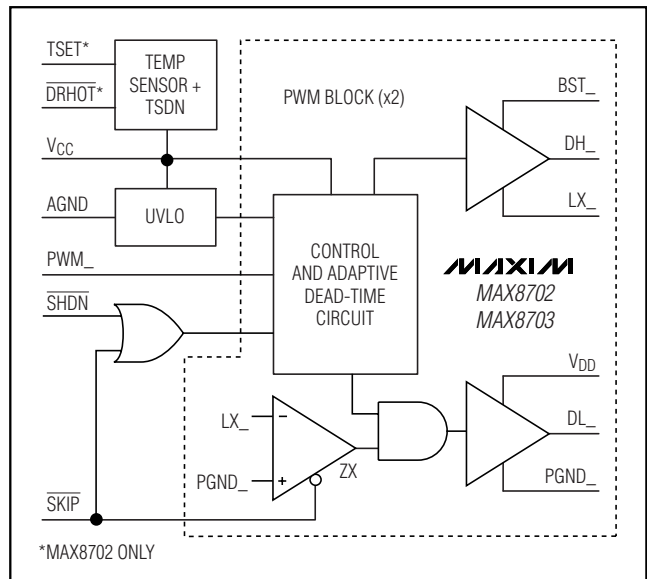 TSET*
TEMP
SENSOR +
TSDN
DRHOT*
PWM BLOCK (x2)
BST_
DH_
LX_
VCC
AGND
UVLO
PWM_
SHDN
CONTROL
AND ADAPTIVE
DEAD-TIME
CIRCUIT
MAXIM
MAX8702
MAX8703
VDD
DL_
PGND_
LX_
−
PGND_
+
ZX
SKIP
*MAX8702 ONLY